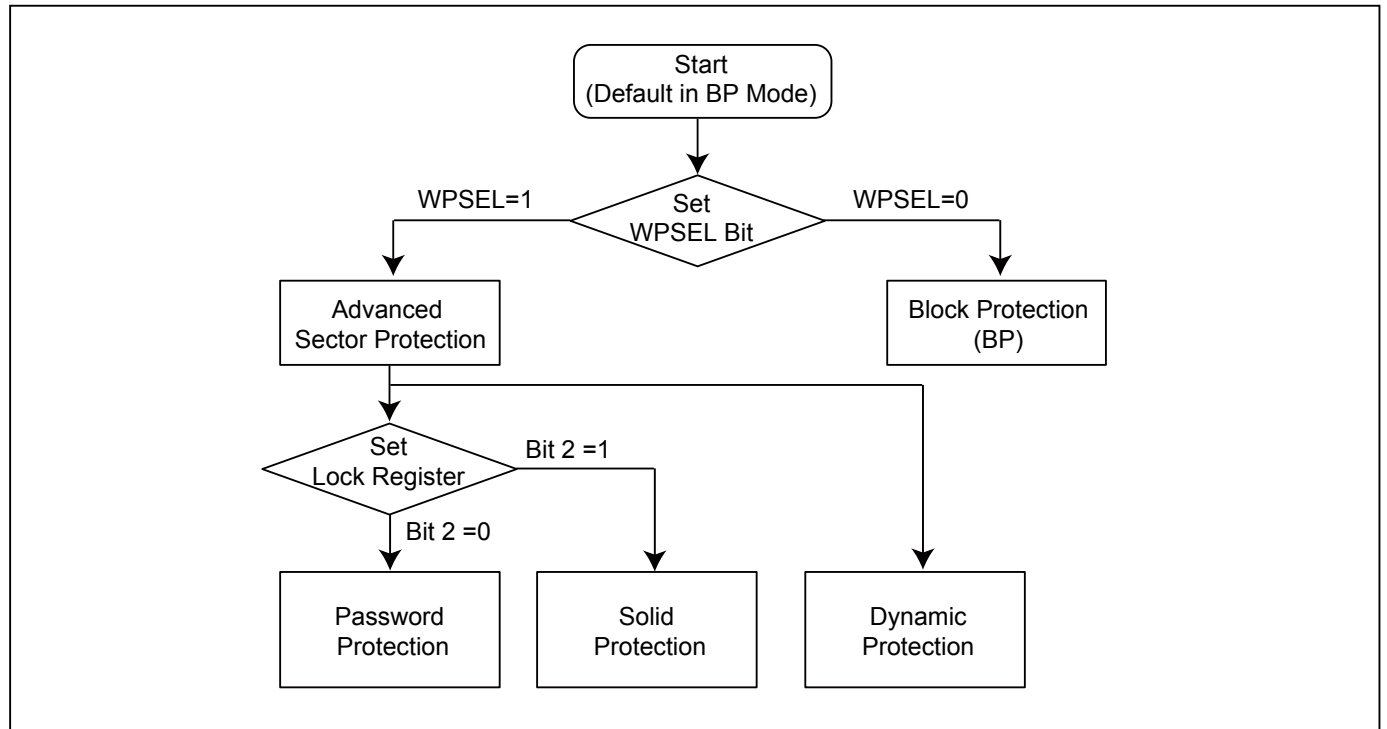 Start
(Default in BP Mode)
WPSEL=1
Set
WPSEL Bit
WPSEL=0
Advanced
Sector Protection
Block Protection
(BP)
Set
Lock Register
Bit 2 =1
Bit 2 =0
Password
Protection
Solid
Protection
Dynamic
Protection